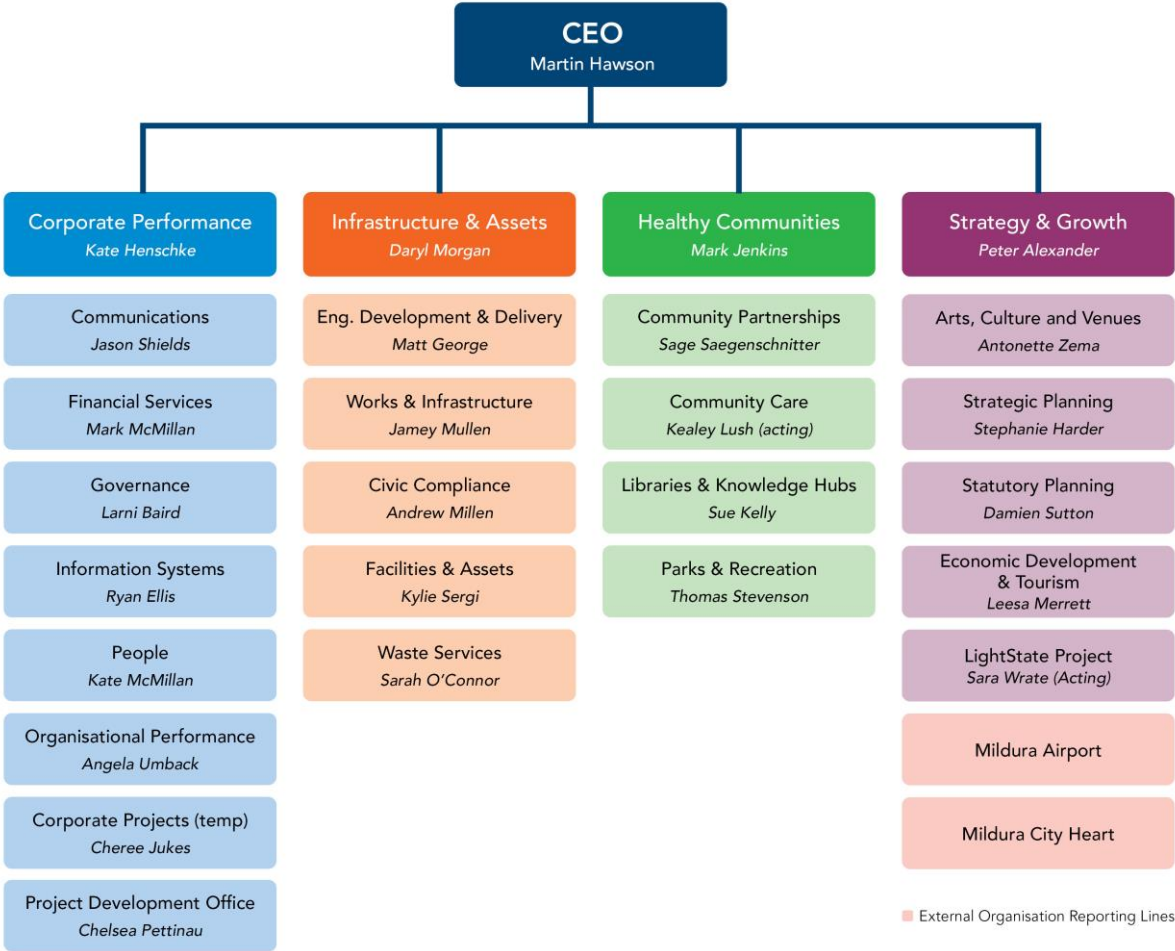 CEO
Martin Hawson
Corporate Performance
Kate Henschke
Communications
Jason Shields
Financial Services
Mark McMillan
Governance
Larni Baird
Information Systems
Ryan Ellis
People
Kate McMillan
Organisational Performance
Angela Umback
Corporate Projects (temp)
Cheree Jukes
Project Development Office
Chelsea Pettinau
Infrastructure & Assets
Daryl Morgan
Eng. Development & Delivery
Matt George
Works & Infrastructure
Jamey Mullen
Civic Compliance
Andrew Millen
Facilities & Assets
Kylie Sergi
Waste Services
Sarah O’Connor
Healthy Communities
Mark Jenkins
Community Partnerships
Sage Saegenschnitter
Community Care
Kealey Lush (acting)
Libraries & Knowledge Hubs
Sue Kelly
Parks & Recreation
Thomas Stevenson
Strategy & Growth
Peter Alexander
Arts, Culture and Venues
Antonette Zema
Strategic Planning
Stephanie Harder
Statutory Planning
Damien Sutton
Economic Development
& Tourism
Leesa Merrett
LightState Project
Sara Wrate (Acting)
Mildura Airport
Mildura City Heart
External Organisation Reporting Lines